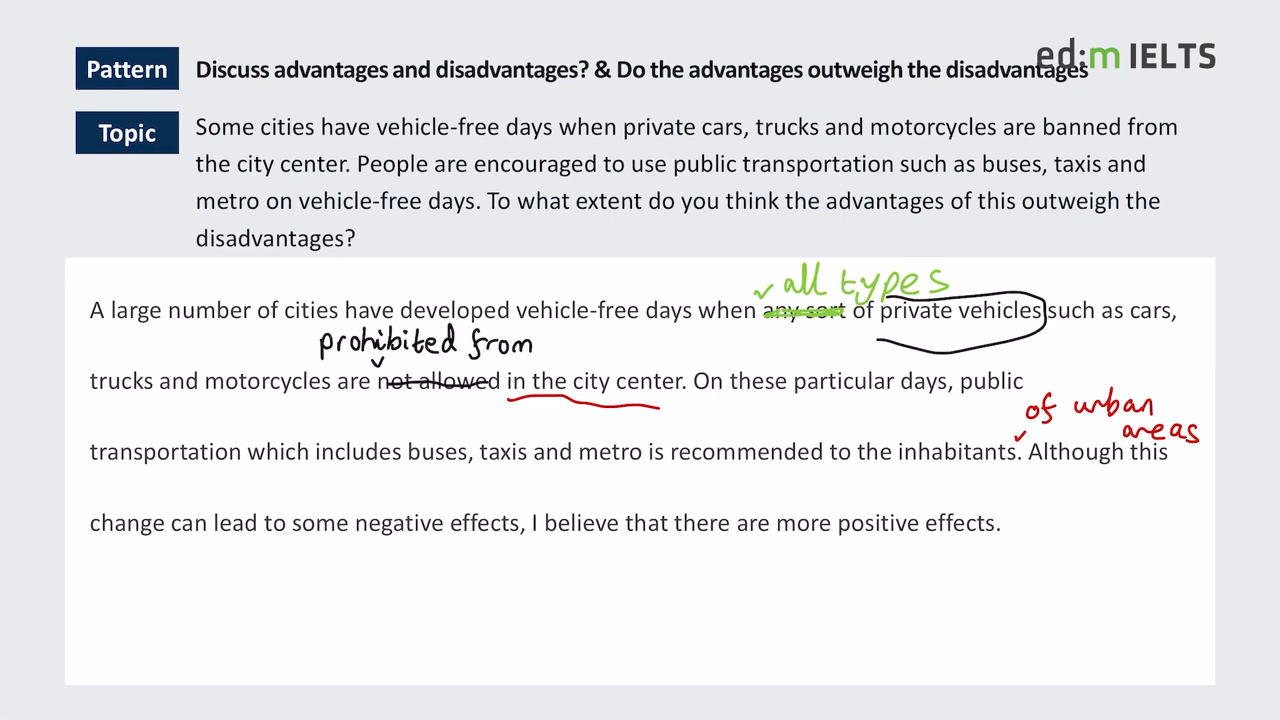 ed:m IELTS
Pattern
Discuss advantages and disadvantages? & Do the advantages outweigh the disadvantages
Topic
Some cities have vehicle-free days when private cars, trucks and motorcycles are banned from
the city center. People are encouraged to use public transportation such as buses, taxis and
metro on vehicle-free days. To what extent do you think the advantages of this outweigh the
disadvantages?
all types
A large number of cities have developed vehicle-free days when any sort of private vehicles such as cars,
prohibited from
trucks and motorcycles are not allowed in the city center. On these particular days, public
of urban
areas
transportation which includes buses, taxis and metro is recommended to the inhabitants. Although this
change can lead to some negative effects, I believe that there are more positive effects.